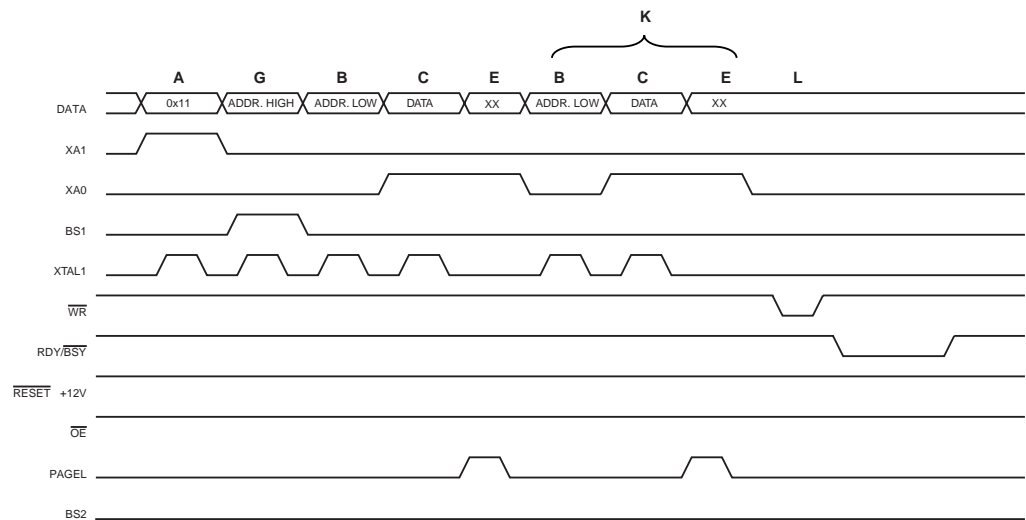 K
A G B C E B C E L
DATA 0x11 ADDR. HIGH ADDR. LOW DATA XX ADDR. LOW DATA XX
XA1
XA0
BS1
XTAL1
WR
RDY/BSY
RESET +12V
OE
PAGEL
BS2